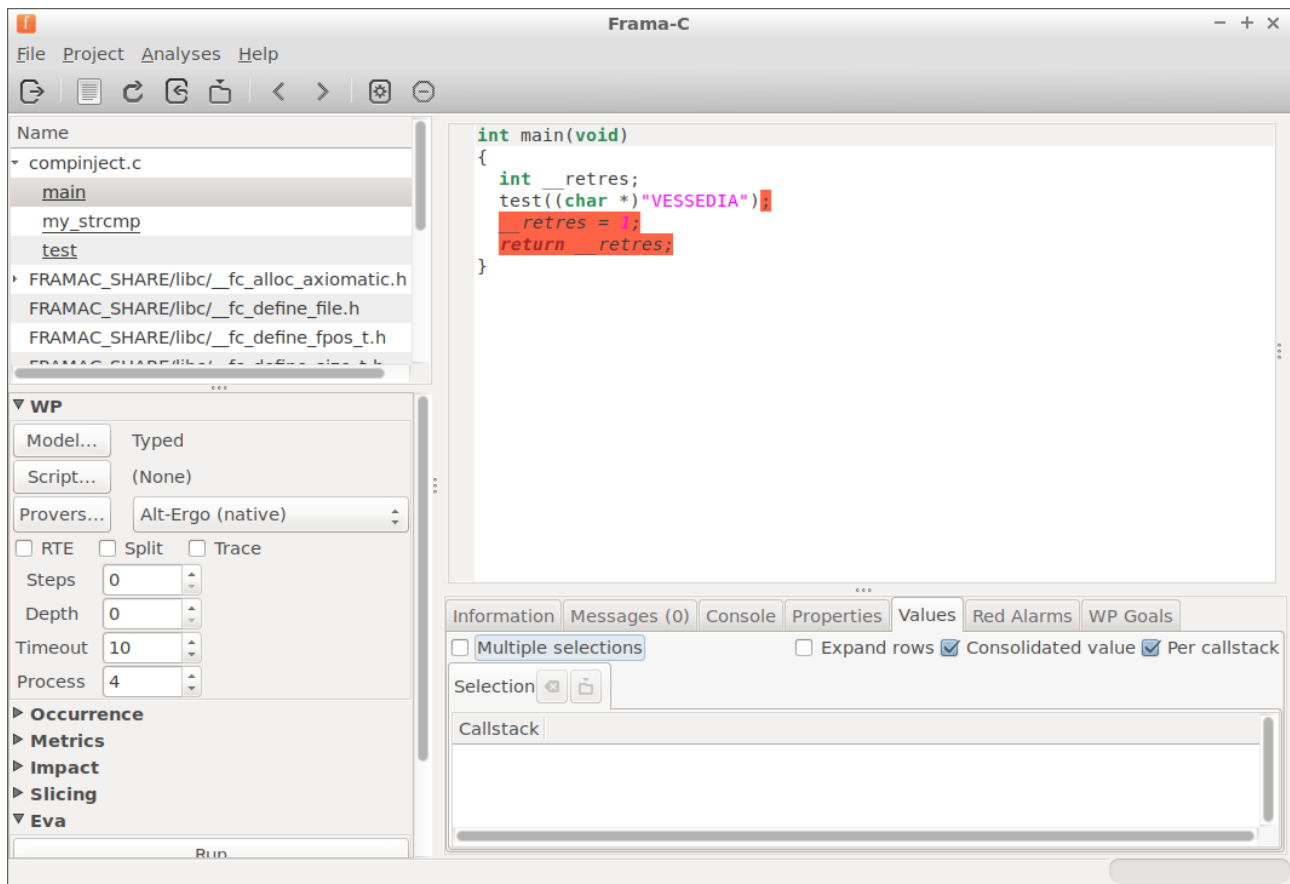 Frama-C
File Project Analyses Help
Name
compinject.c
main
my_strcmp
test
FRAMAC_SHARE/libc/__fc_alloc_axiomatic.h
FRAMAC_SHARE/libc/__fc_define_file.h
FRAMAC_SHARE/libc/__fc_define_fpos_t.h
FRAMAC_SHARE/libc/__fc_define_size_t.h
int main(void)
{
int __retres;
test((char *)"VESSEDIA");
__retres = 1;
return __retres;
}
WP
Model... Typed
Script... (None)
Provers... Alt-Ergo (native)
RTE Split Trace
Steps 0
Depth 0
Timeout 10
Process 4
Occurrence
Metrics
Impact
Slicing
Eva
Run
Information Messages (0) Console Properties Values Red Alarms WP Goals
Multiple selections Expand rows Consolidated value Per callstack
Selection
Callstack